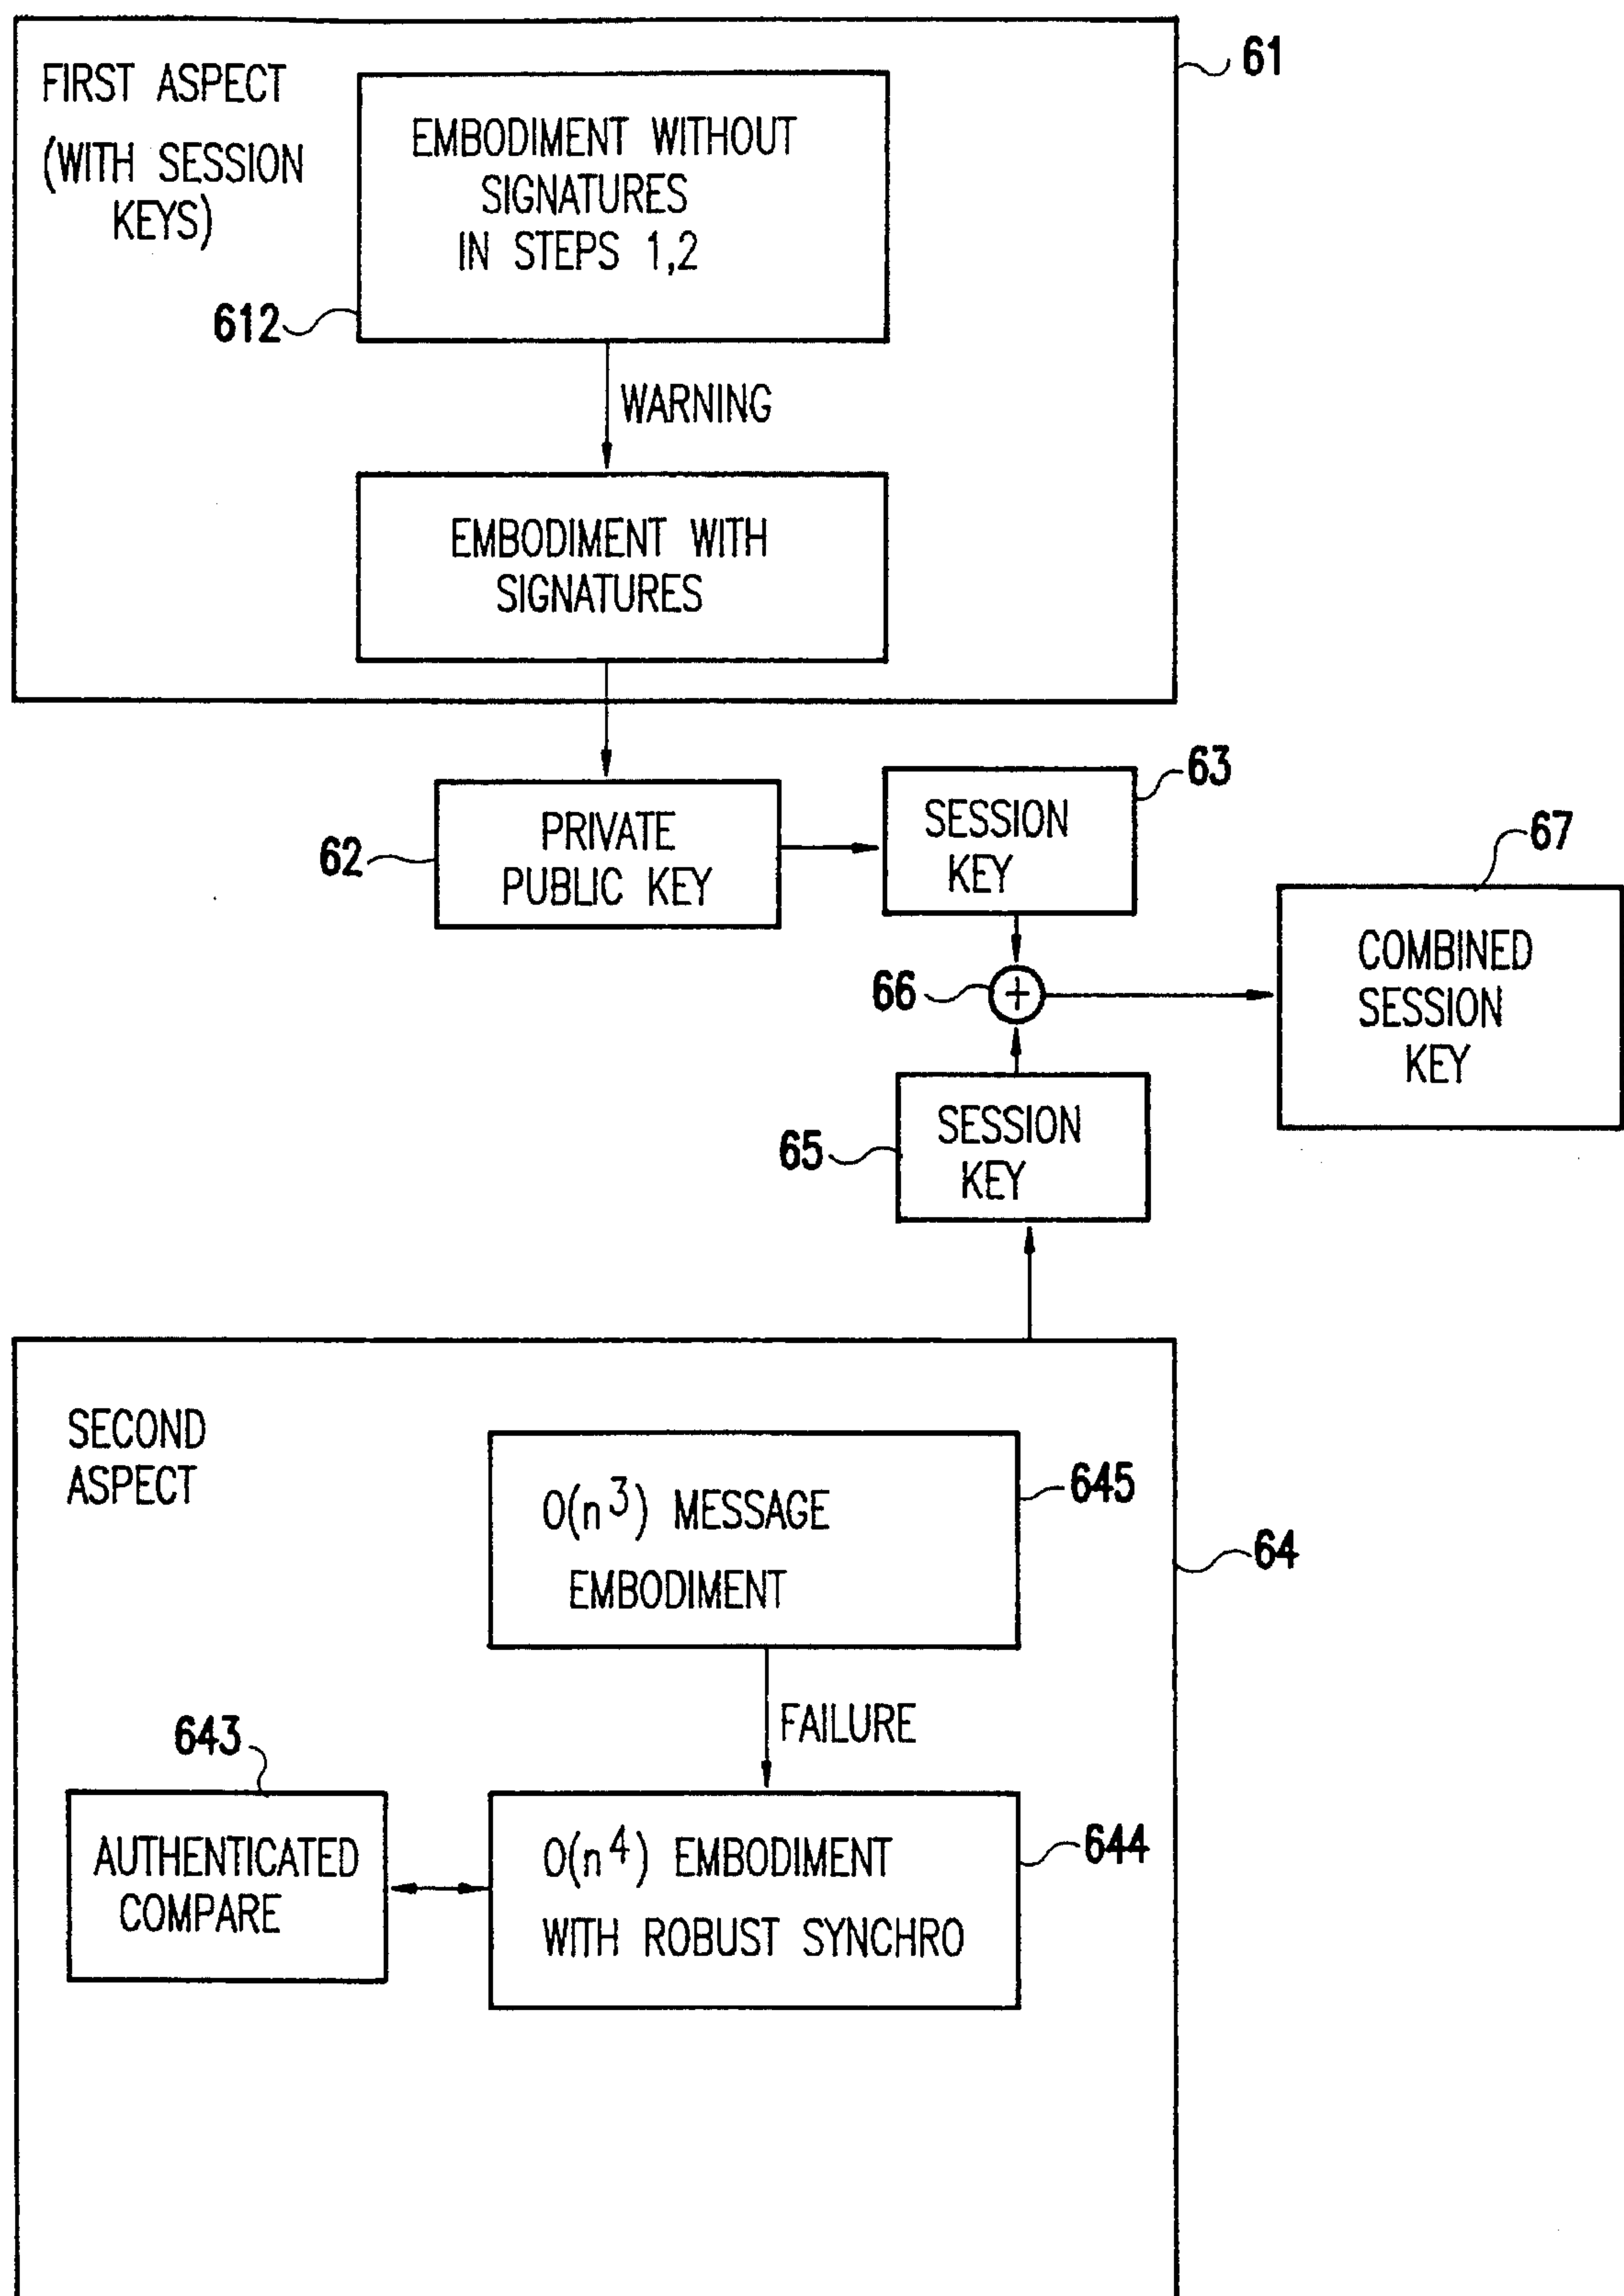 61
FIRST ASPECT
(WITH SESSION
KEYS)
EMBODIMENT WITHOUT
SIGNATURES
IN STEPS 1,2
612
WARNING
EMBODIMENT WITH
SIGNATURES
62
PRIVATE
PUBLIC KEY
63
SESSION
KEY
66
+
67
COMBINED
SESSION
KEY
65
SESSION
KEY
SECOND
ASPECT
64
O(n³) MESSAGE
EMBODIMENT
645
FAILURE
643
AUTHENTICATED
COMPARE
O(n⁴) EMBODIMENT
WITH ROBUST SYNCHRO
644